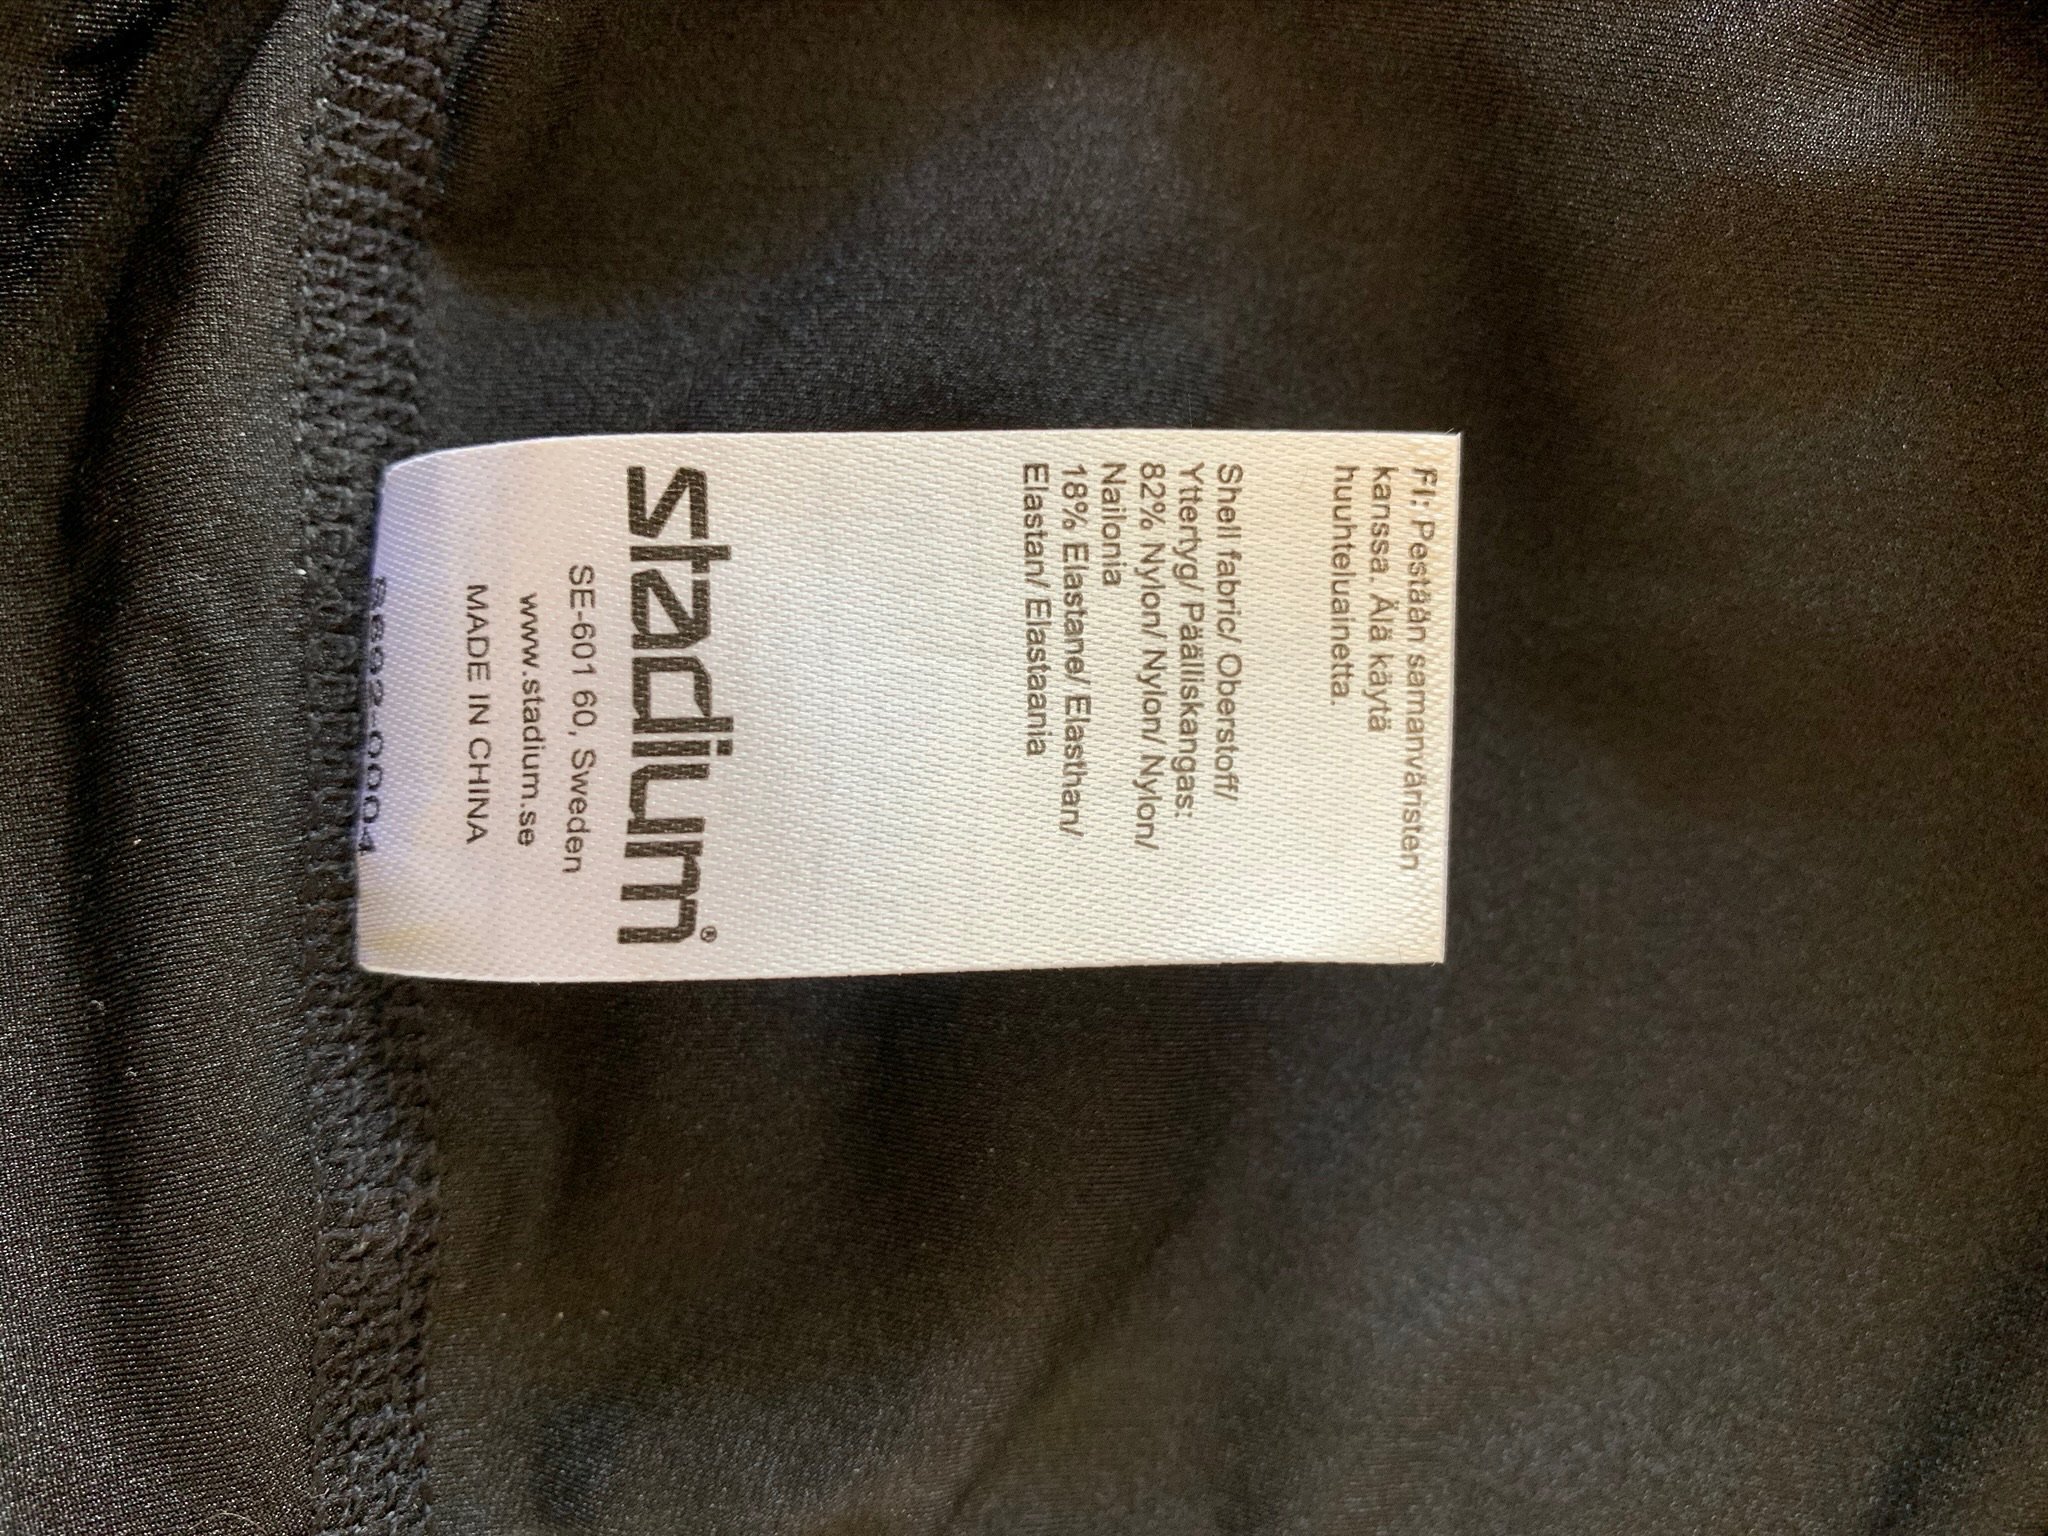 FI: Pestään samanväristen
kanssa. Älä käytä
huuhteluainetta.
Shell fabric/ Oberstoff/
Yttertyg/ Päälliskangas:
82% Nylon/ Nylon/ Nylon/
Nailonia
18% Elastane/ Elasthan/
Elastan/ Elastaania
stadium®
SE-601 60, Sweden
www.stadium.se
MADE IN CHINA